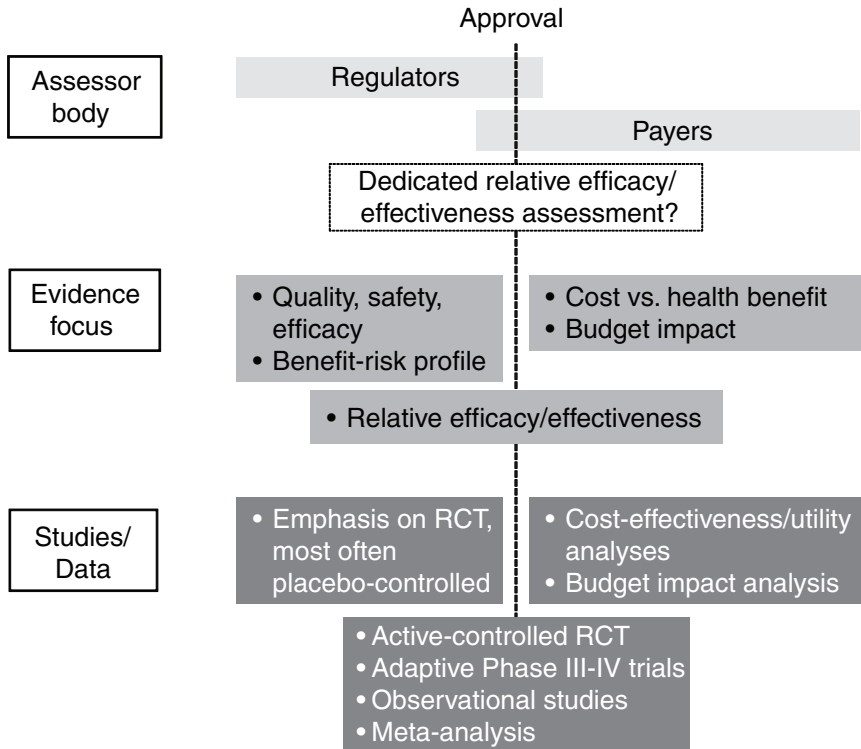 Approval
Assessor
body
Regulators
Payers
Dedicated relative efficacy/
effectiveness assessment?
Evidence
focus
• Quality, safety,
efficacy
• Benefit-risk profile
• Cost vs. health benefit
• Budget impact
• Relative efficacy/effectiveness
Studies/
Data
• Emphasis on RCT,
most often
placebo-controlled
• Cost-effectiveness/utility
analyses
• Budget impact analysis
• Active-controlled RCT
• Adaptive Phase III-IV trials
• Observational studies
• Meta-analysis